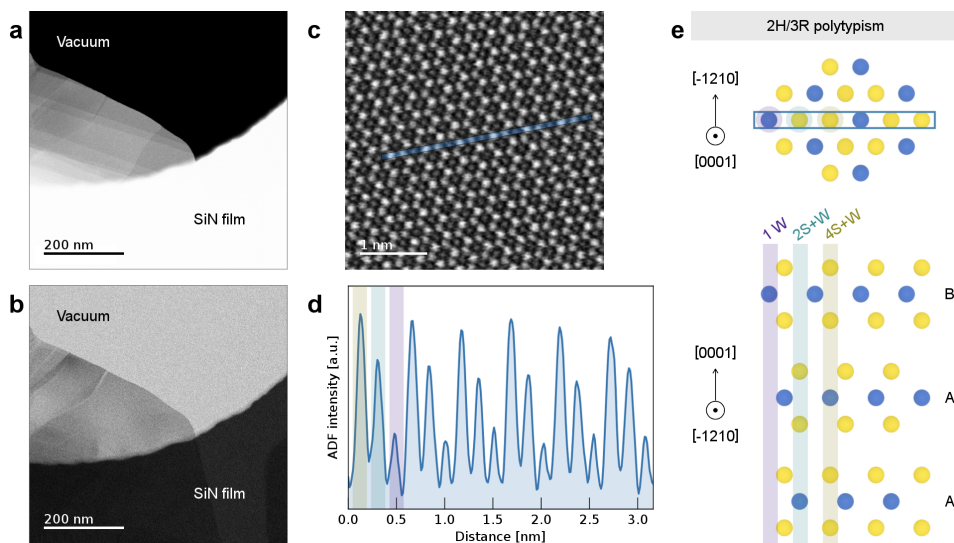 a
Vacuum
SiN film
200 nm
b
Vacuum
SiN film
200 nm
c
1 nm
d
ADF intensity [a.u.]
0.0 0.5 1.0 1.5 2.0 2.5 3.0
Distance [nm]
e
2H/3R polytypism
[-1210]
[0001]
1 W
2S+W
4S+W
B
[0001]
A
[-1210]
A